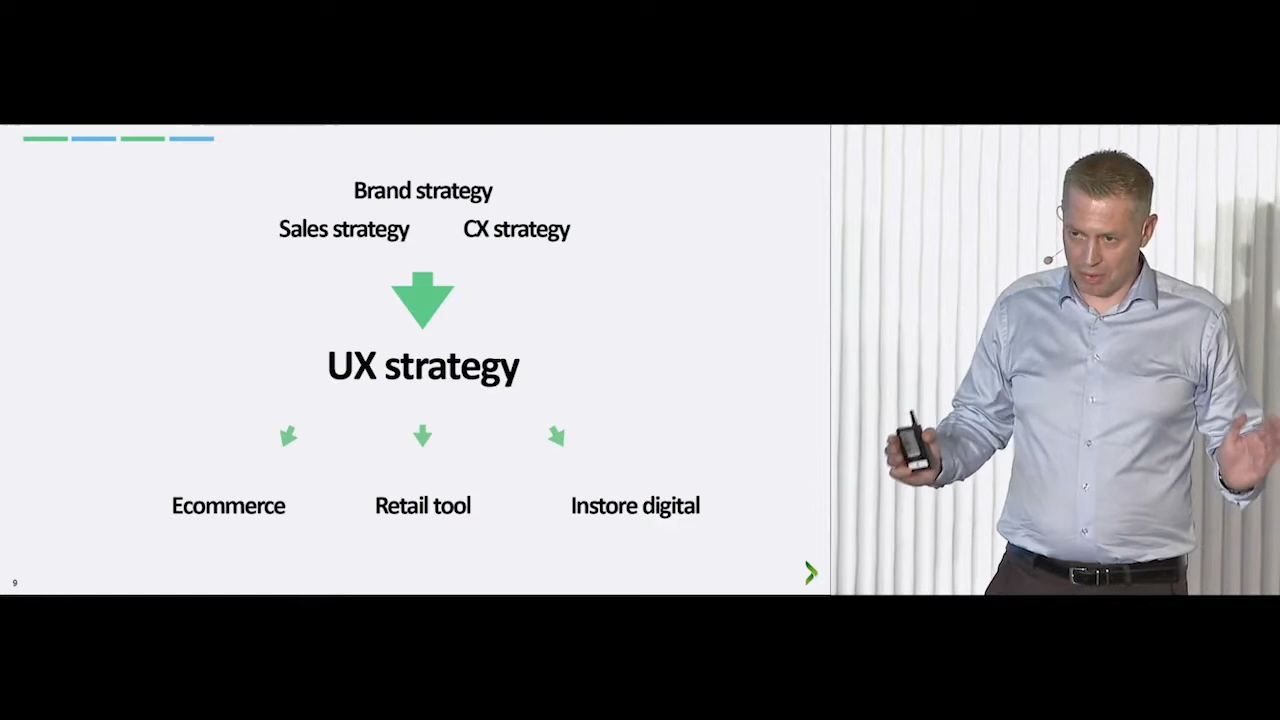 Brand strategy
Sales strategy CX strategy
UX strategy
Ecommerce Retail tool Instore digital
9